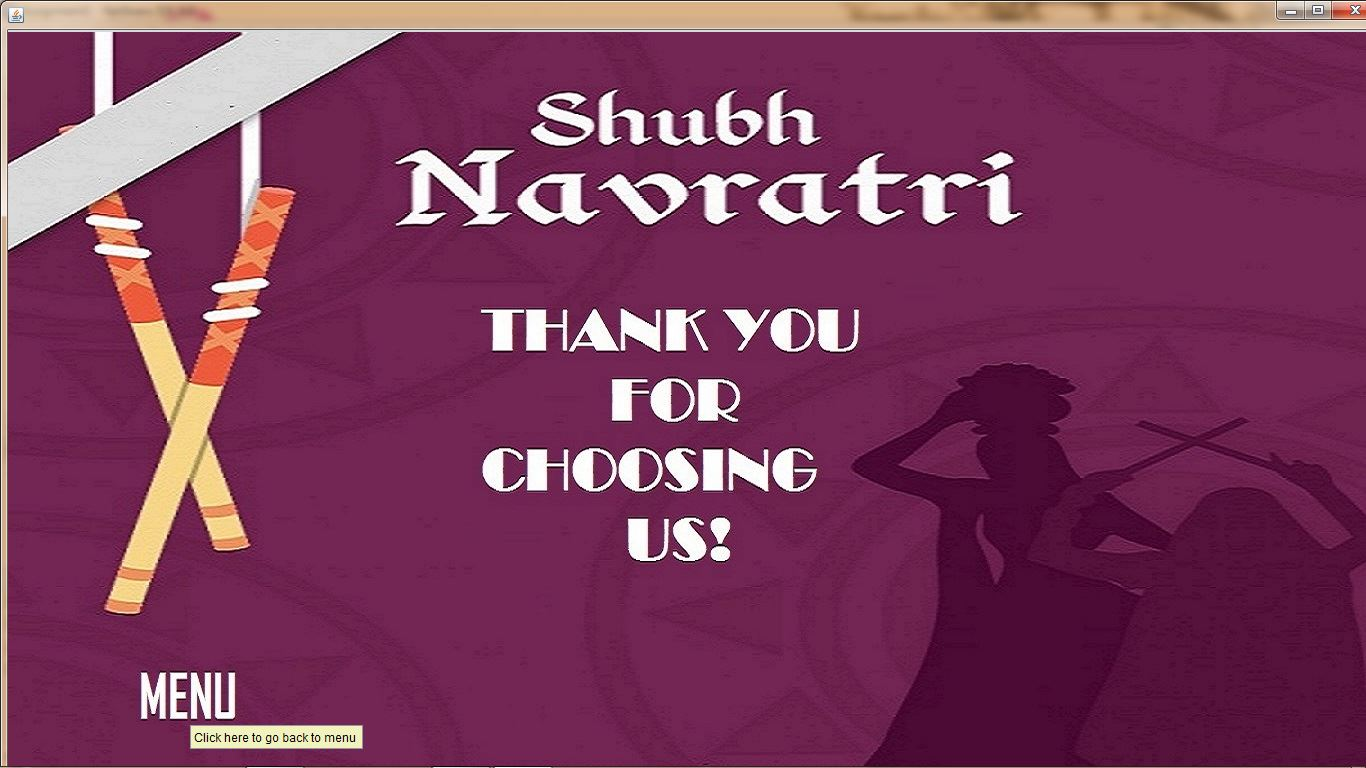 Shubh
Navratri
THANK YOU
FOR
CHOOSING
US!
MENU
Click here to go back to menu